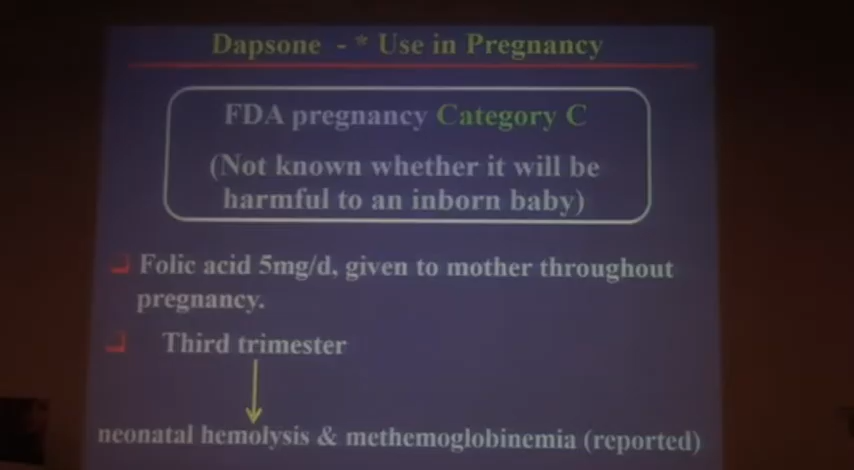 Dapsone - * Use in Pregnancy
FDA pregnancy Category C
(Not known whether it will be
harmful to an inborn baby)
Folic acid 5mg/d, given to mother throughout
pregnancy.
Third trimester
neonatal hemolysis & methemoglobinemia (reported)